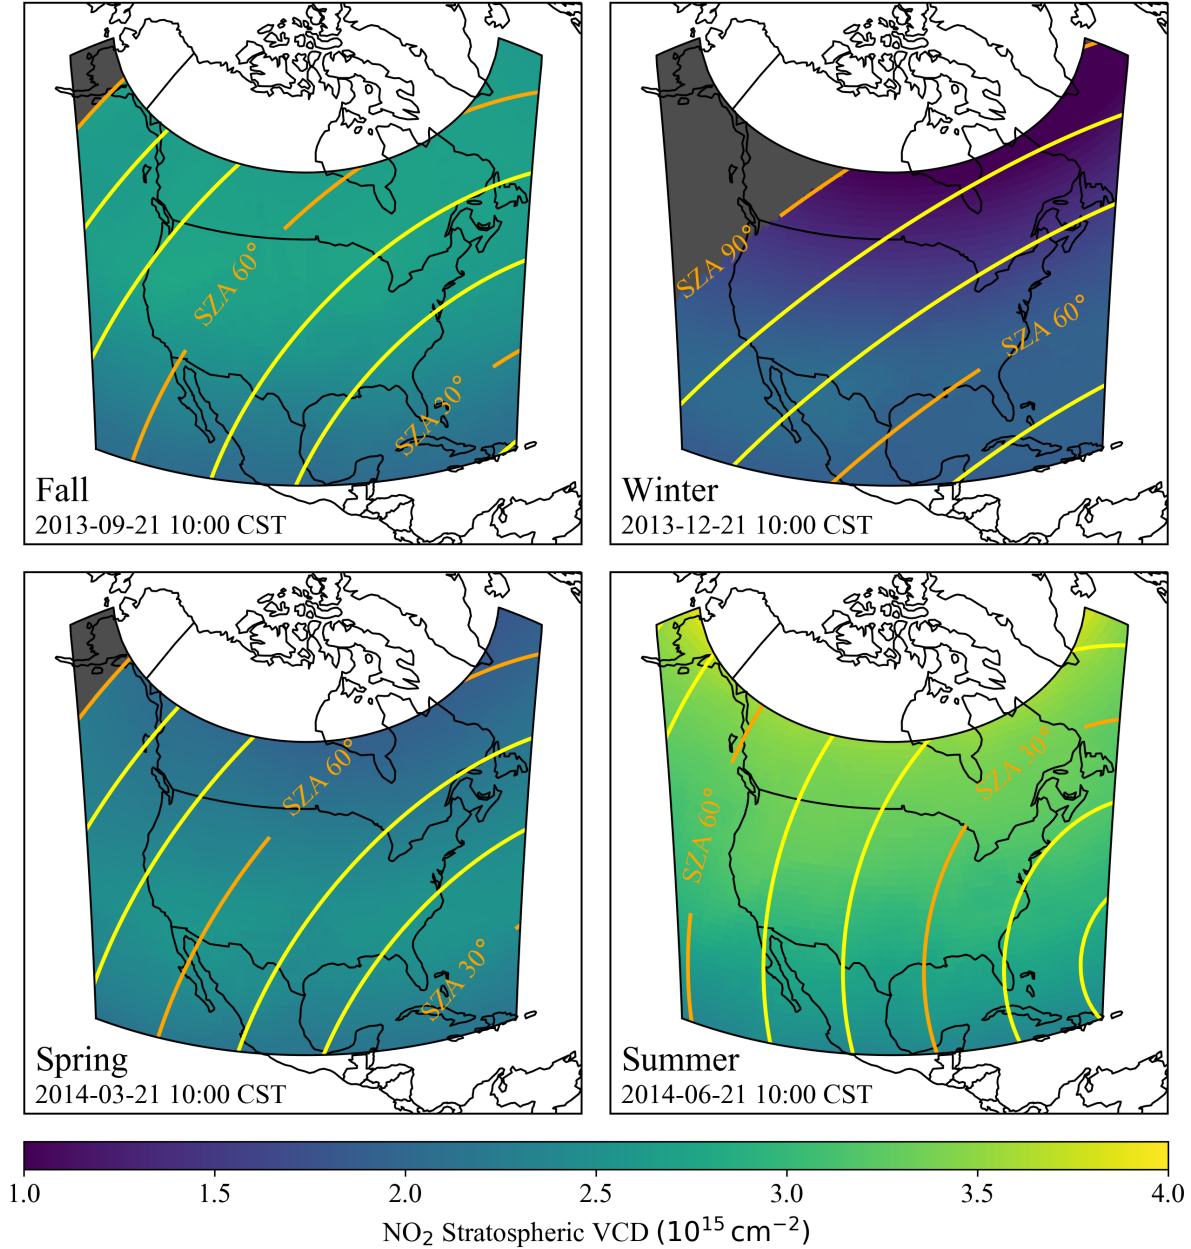 SZA 60°
SZA 30°
Fall
2013-09-21 10:00 CST
SZA 90°
SZA 60°
Winter
2013-12-21 10:00 CST
SZA 60°
SZA 30°
Spring
2014-03-21 10:00 CST
SZA 30°
SZA 60°
Summer
2014-06-21 10:00 CST
1.0 1.5 2.0 2.5 3.0 3.5 4.0
NO₂ Stratospheric VCD (10¹⁵ cm⁻²)